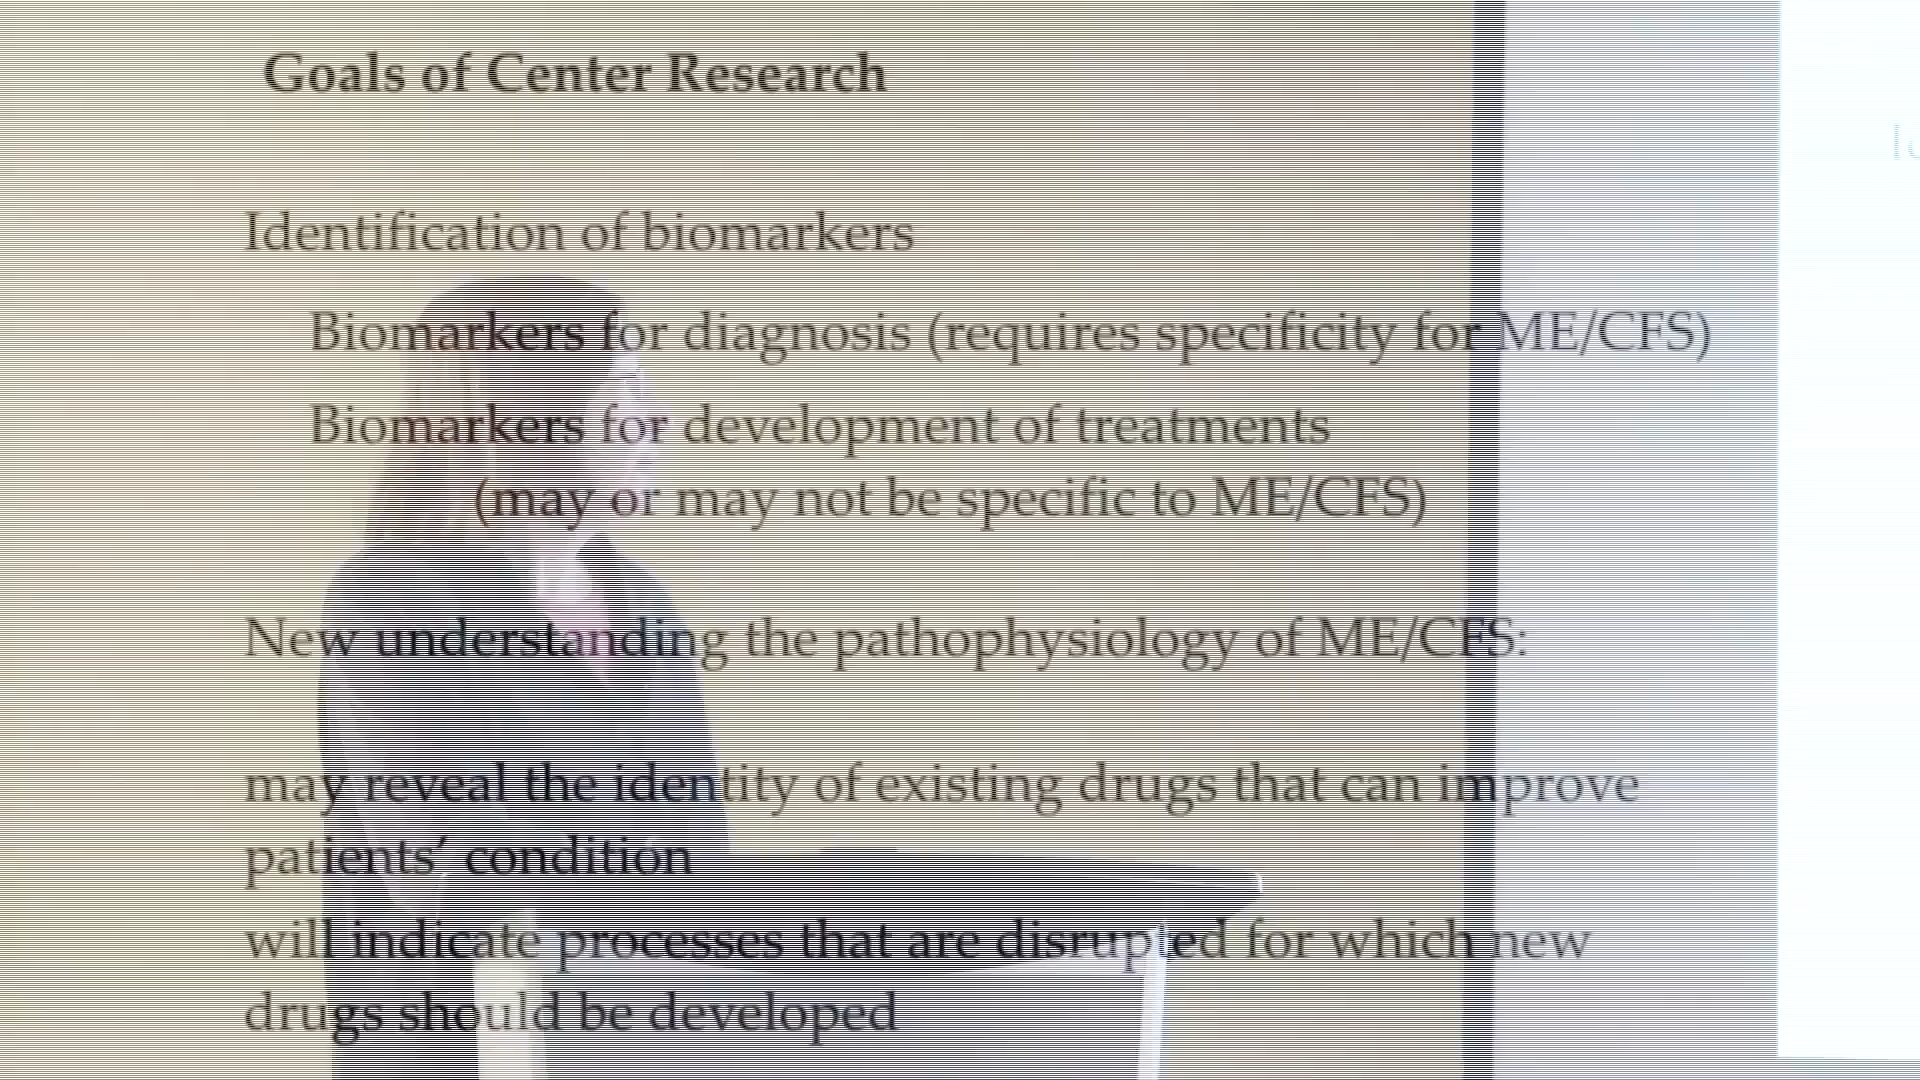 Goals of Center Research
Identification of biomarkers
Biomarkers for diagnosis (requires specificity for ME/CFS)
Biomarkers for development of treatments
(may or may not be specific to ME/CFS)
New understanding the pathophysiology of ME/CFS:
may reveal the identity of existing drugs that can improve
patients’ condition
will indicate processes that are disrupted for which new
drugs should be developed